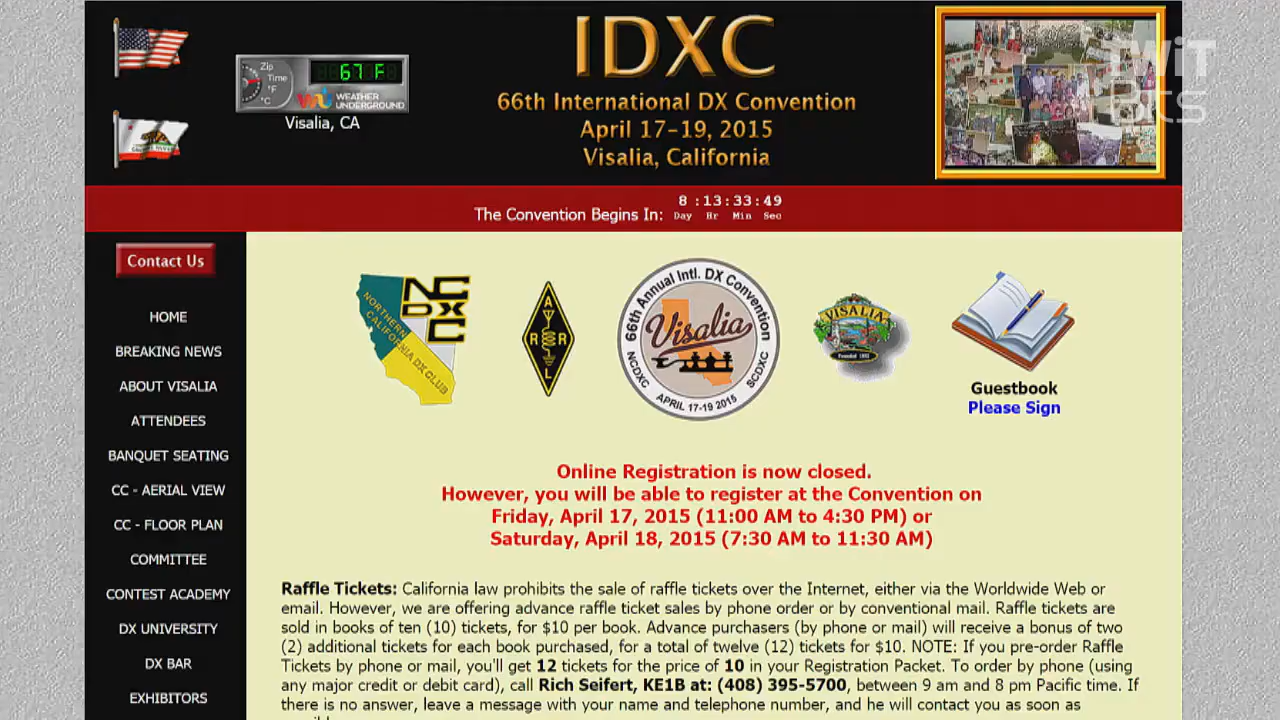 IDXC
66th International DX Convention
April 17-19, 2015
Visalia, California
Zip
Time
°F
°C
67 F
WEATHER
UNDERGROUND
Visalia, CA
TWiT
BITS
The Convention Begins In:
8 :13:33:49
Day Hr Min Sec
Contact Us
HOME
BREAKING NEWS
ABOUT VISALIA
ATTENDEES
BANQUET SEATING
CC - AERIAL VIEW
CC - FLOOR PLAN
COMMITTEE
CONTEST ACADEMY
DX UNIVERSITY
DX BAR
EXHIBITORS
NC
DX
C
NORTHERN
CALIFORNIA DX CLUB
A
R R
L
66th Annual Intl. DX Convention
Visalia
NCDXC
SCDXC
APRIL 17-19 2015
VISALIA
Founded 1852
Guestbook
Please Sign
Online Registration is now closed.
However, you will be able to register at the Convention on
Friday, April 17, 2015 (11:00 AM to 4:30 PM) or
Saturday, April 18, 2015 (7:30 AM to 11:30 AM)
Raffle Tickets: California law prohibits the sale of raffle tickets over the Internet, either via the Worldwide Web or
email. However, we are offering advance raffle ticket sales by phone order or by conventional mail. Raffle tickets are
sold in books of ten (10) tickets, for $10 per book. Advance purchasers (by phone or mail) will receive a bonus of two
(2) additional tickets for each book purchased, for a total of twelve (12) tickets for $10. NOTE: If you pre-order Raffle
Tickets by phone or mail, you'll get 12 tickets for the price of 10 in your Registration Packet. To order by phone (using
any major credit or debit card), call Rich Seifert, KE1B at: (408) 395-5700, between 9 am and 8 pm Pacific time. If
there is no answer, leave a message with your name and telephone number, and he will contact you as soon as